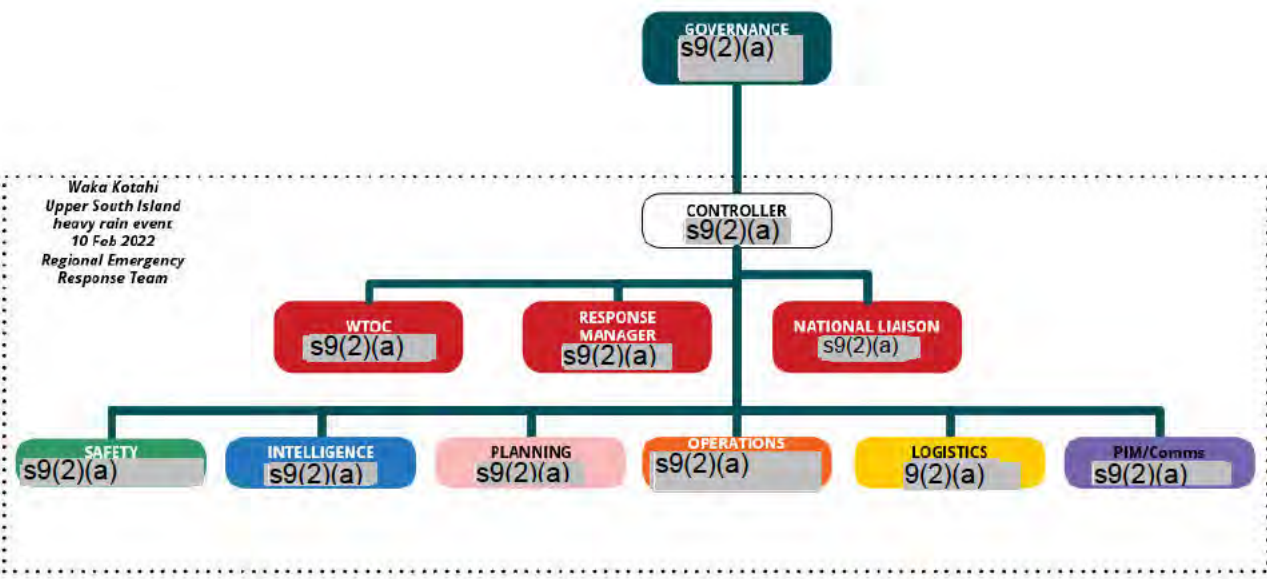 GOVERNANCE
s9(2)(a)
Waka Kotahi
Upper South Island
heavy rain event
10 Feb 2022
Regional Emergency
Response Team
CONTROLLER
s9(2)(a)
WTOC
s9(2)(a)
RESPONSE
MANAGER
s9(2)(a)
NATIONAL LIAISON
s9(2)(a)
SAFETY
s9(2)(a)
INTELLIGENCE
s9(2)(a)
PLANNING
s9(2)(a)
OPERATIONS
s9(2)(a)
LOGISTICS
9(2)(a)
PIM/Comms
s9(2)(a)